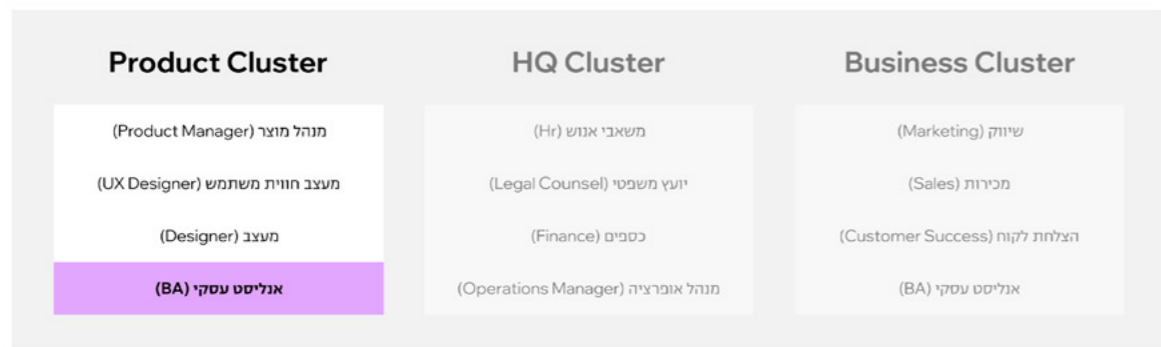 Product Cluster
מנהל מוצר (Product Manager)
מעצב חווית משתמש (UX Designer)
מעצב (Designer)
אנליסט עסקי (BA)
HQ Cluster
משאבי אנוש (Hr)
יועץ משפטי (Legal Counsel)
כספים (Finance)
מנהל אופרציה (Operations Manager)
Business Cluster
שיווק (Marketing)
מכירות (Sales)
הצלחת לקוח (Customer Success)
אנליסט עסקי (BA)